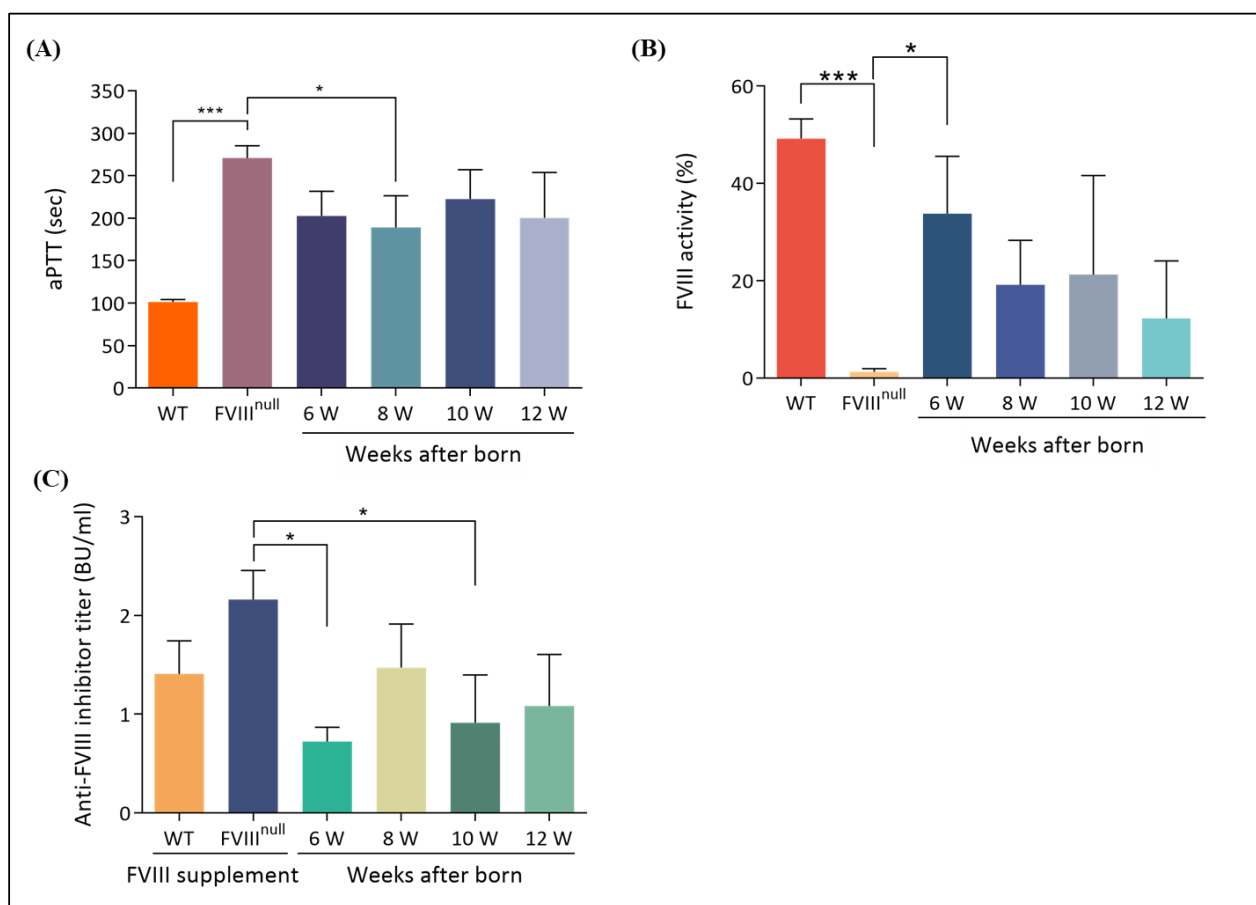 (A)
350
300
250
200
150
100
50
0
aPTT (sec)
***
*
WT FVIII^null 6 W 8 W 10 W 12 W
Weeks after born
(B)
60
40
20
0
FVIII activity (%)
***
*
WT FVIII^null 6 W 8 W 10 W 12 W
Weeks after born
(C)
3
2
1
0
Anti-FVIII inhibitor titer (BU/ml)
*
*
WT FVIII^null 6 W 8 W 10 W 12 W
FVIII supplement Weeks after born